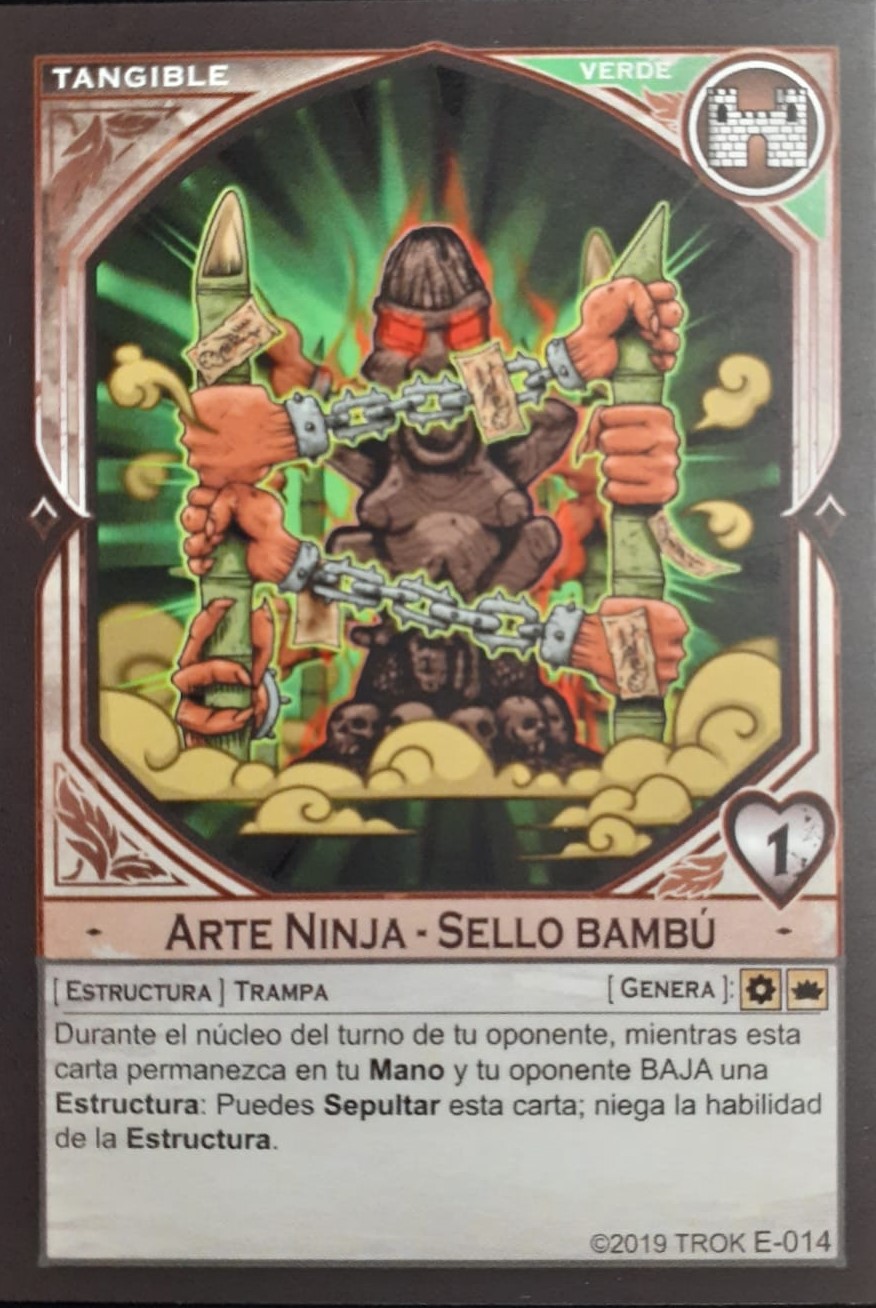 TANGIBLE
VERDE
1
ARTE NINJA - SELLO BAMBÚ
[ ESTRUCTURA ] TRAMPA
[ GENERA ]:
Durante el núcleo del turno de tu oponente, mientras esta
carta permanezca en tu Mano y tu oponente BAJA una
Estructura: Puedes Sepultar esta carta; niega la habilidad
de la Estructura.
©2019 TROK E-014